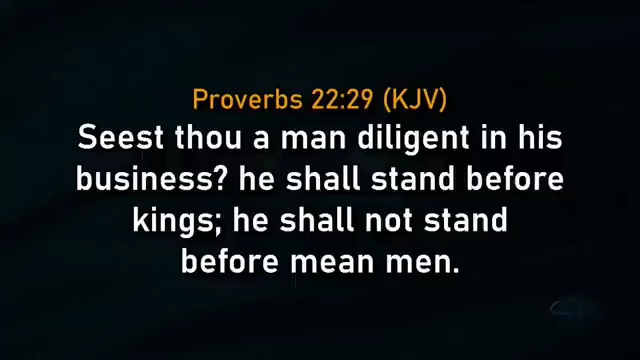 Proverbs 22:29 (KJV)
Seest thou a man diligent in his
business? he shall stand before
kings; he shall not stand
before mean men.